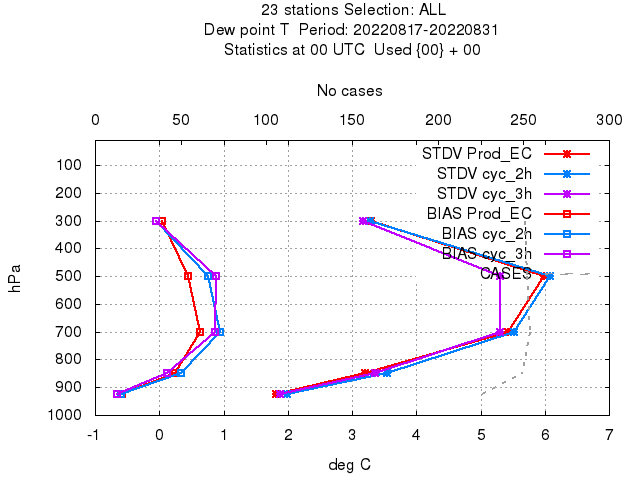 23 stations Selection: ALL
Dew point T  Period: 20220817-20220831
Statistics at 00 UTC  Used {00} + 00
No cases
0 50 100 150 200 250 300
STDV Prod_EC
STDV cyc_2h
STDV cyc_3h
BIAS Prod_EC
BIAS cyc_2h
BIAS cyc_3h
CASES
100
200
300
400
500
600
700
800
900
1000
hPa
-1 0 1 2 3 4 5 6 7
deg C